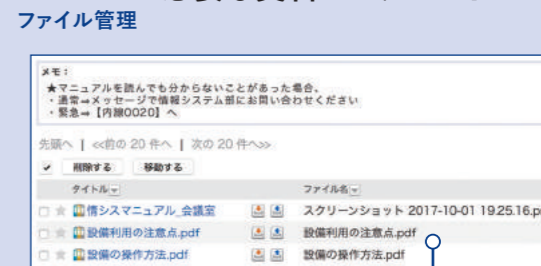 ファイル管理
メモ：
★マニュアルを読んでも分からないことがあった場合、
・通常→メッセージで情報システム部にお問い合わせください
・緊急→【内線0020】へ
先頭へ | <<前の 20 件へ | 次の 20 件へ>>
削除する 移動する
タイトル ファイル名
情シスマニュアル_会議室 スクリーンショット 2017-10-01 19.25.16.p
設備利用の注意点.pdf 設備利用の注意点.pdf
設備の操作方法.pdf 設備の操作方法.pdf